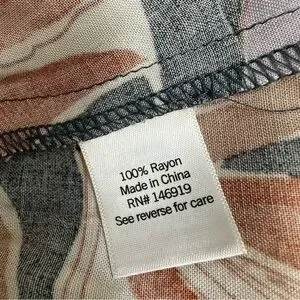 100% Rayon
Made in China
RN# 146919
See reverse for care